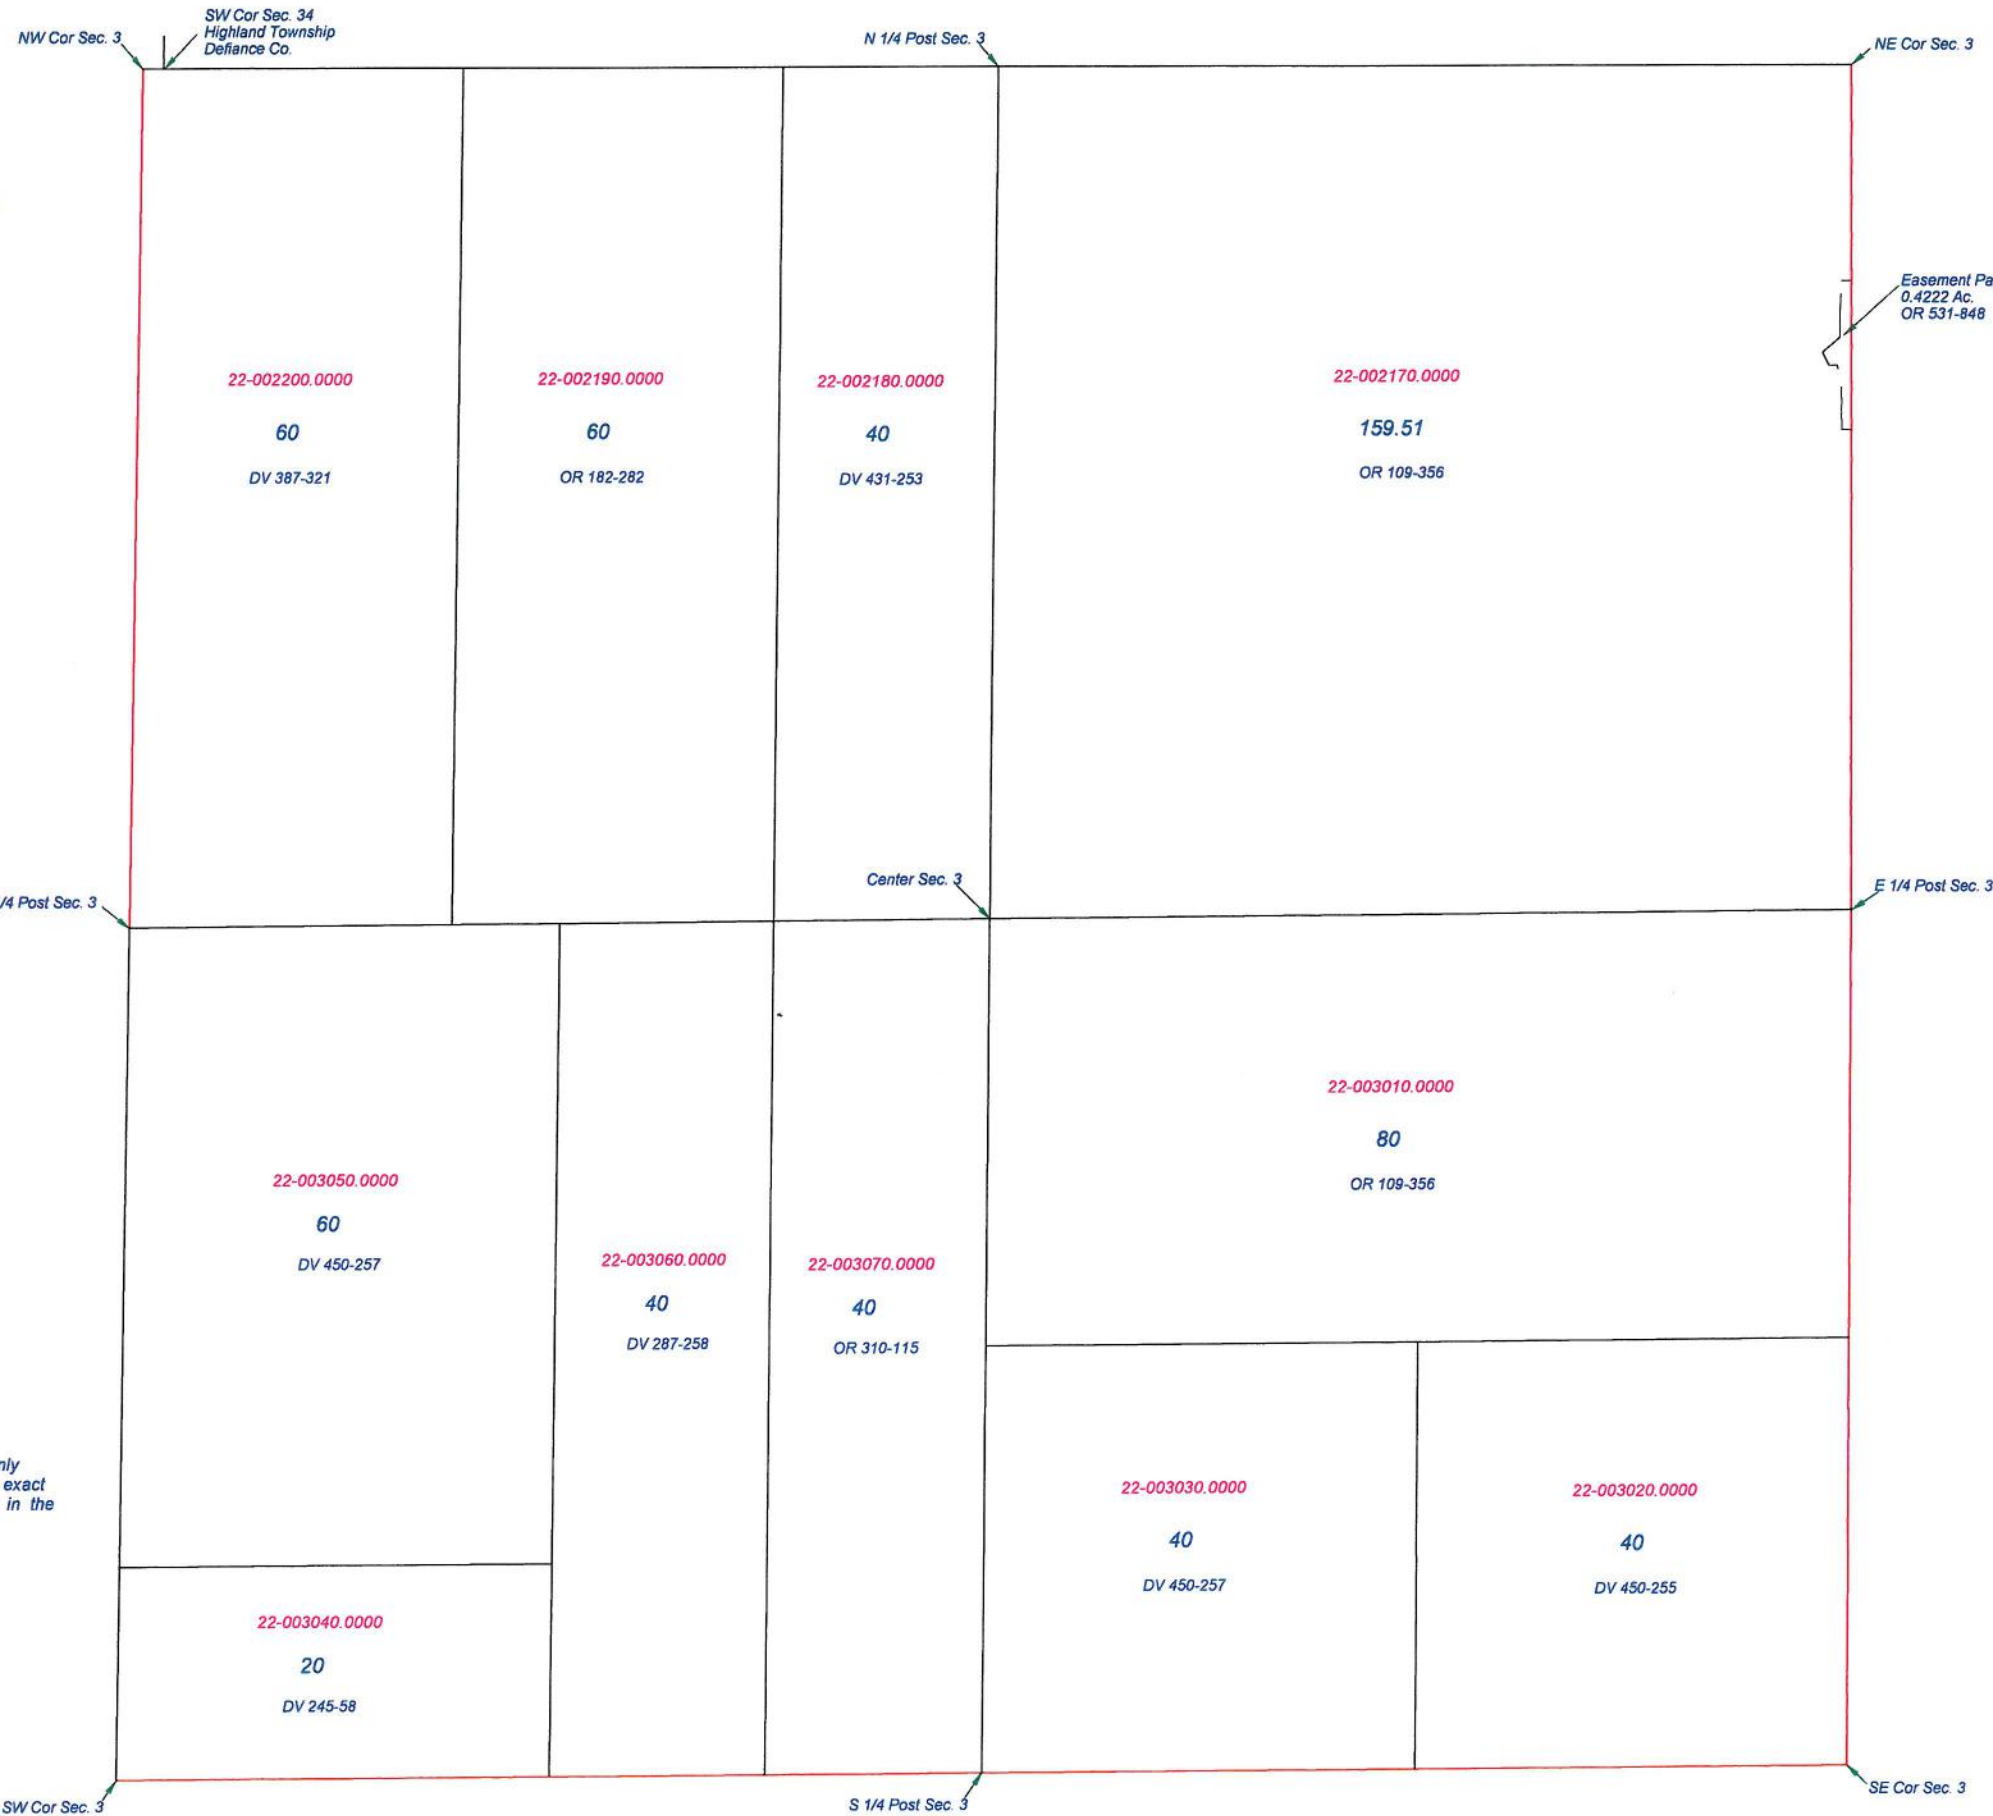 SW Cor Sec. 34
Highland Township
Defiance Co.
NW Cor Sec. 3
N 1/4 Post Sec. 3
NE Cor Sec. 3
Easement Pa
0.4222 Ac.
OR 531-848
22-002200.0000
60
DV 387-321
22-002190.0000
60
OR 182-282
22-002180.0000
40
DV 431-253
22-002170.0000
159.51
OR 109-356
/4 Post Sec. 3
Center Sec. 3
E 1/4 Post Sec. 3
22-003050.0000
60
DV 450-257
22-003060.0000
40
DV 287-258
22-003070.0000
40
OR 310-115
22-003010.0000
80
OR 109-356
nly
exact
in the
22-003030.0000
40
DV 450-257
22-003020.0000
40
DV 450-255
22-003040.0000
20
DV 245-58
SW Cor Sec. 3
S 1/4 Post Sec. 3
SE Cor Sec. 3